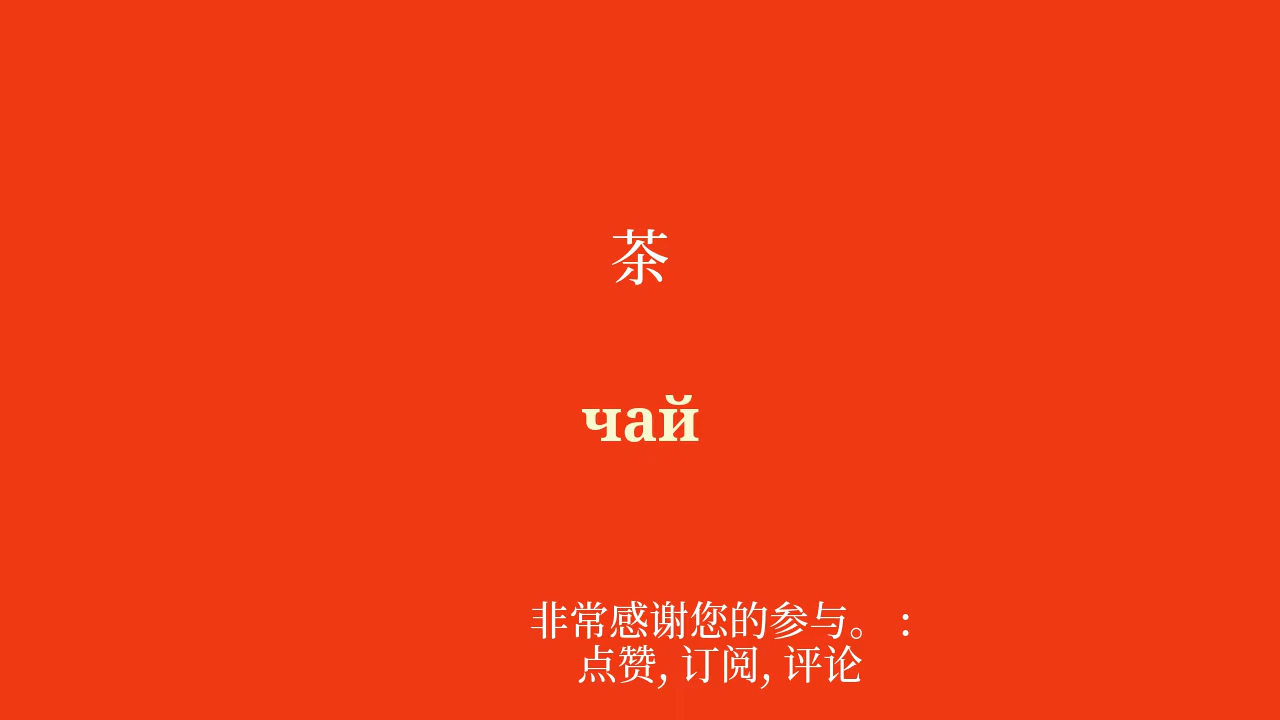 茶
чай
非常感谢您的参与。 :
点赞, 订阅, 评论